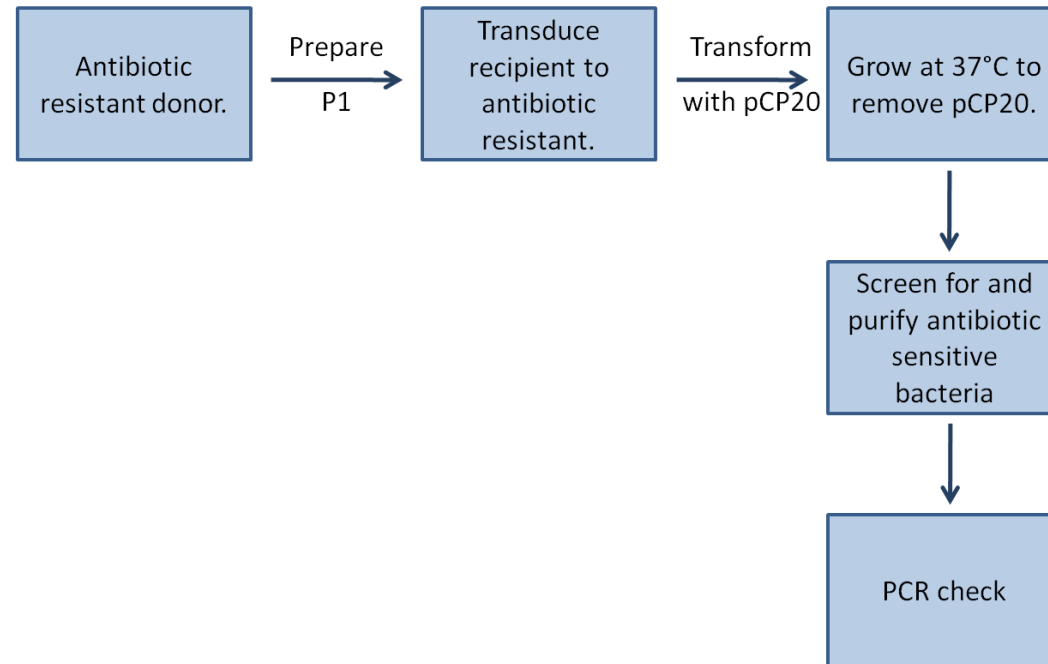 Antibiotic
resistant donor.
Prepare
P1
Transduce
recipient to
antibiotic
resistant.
Transform
with pCP20
Grow at 37°C to
remove pCP20.
Screen for and
purify antibiotic
sensitive
bacteria
PCR check